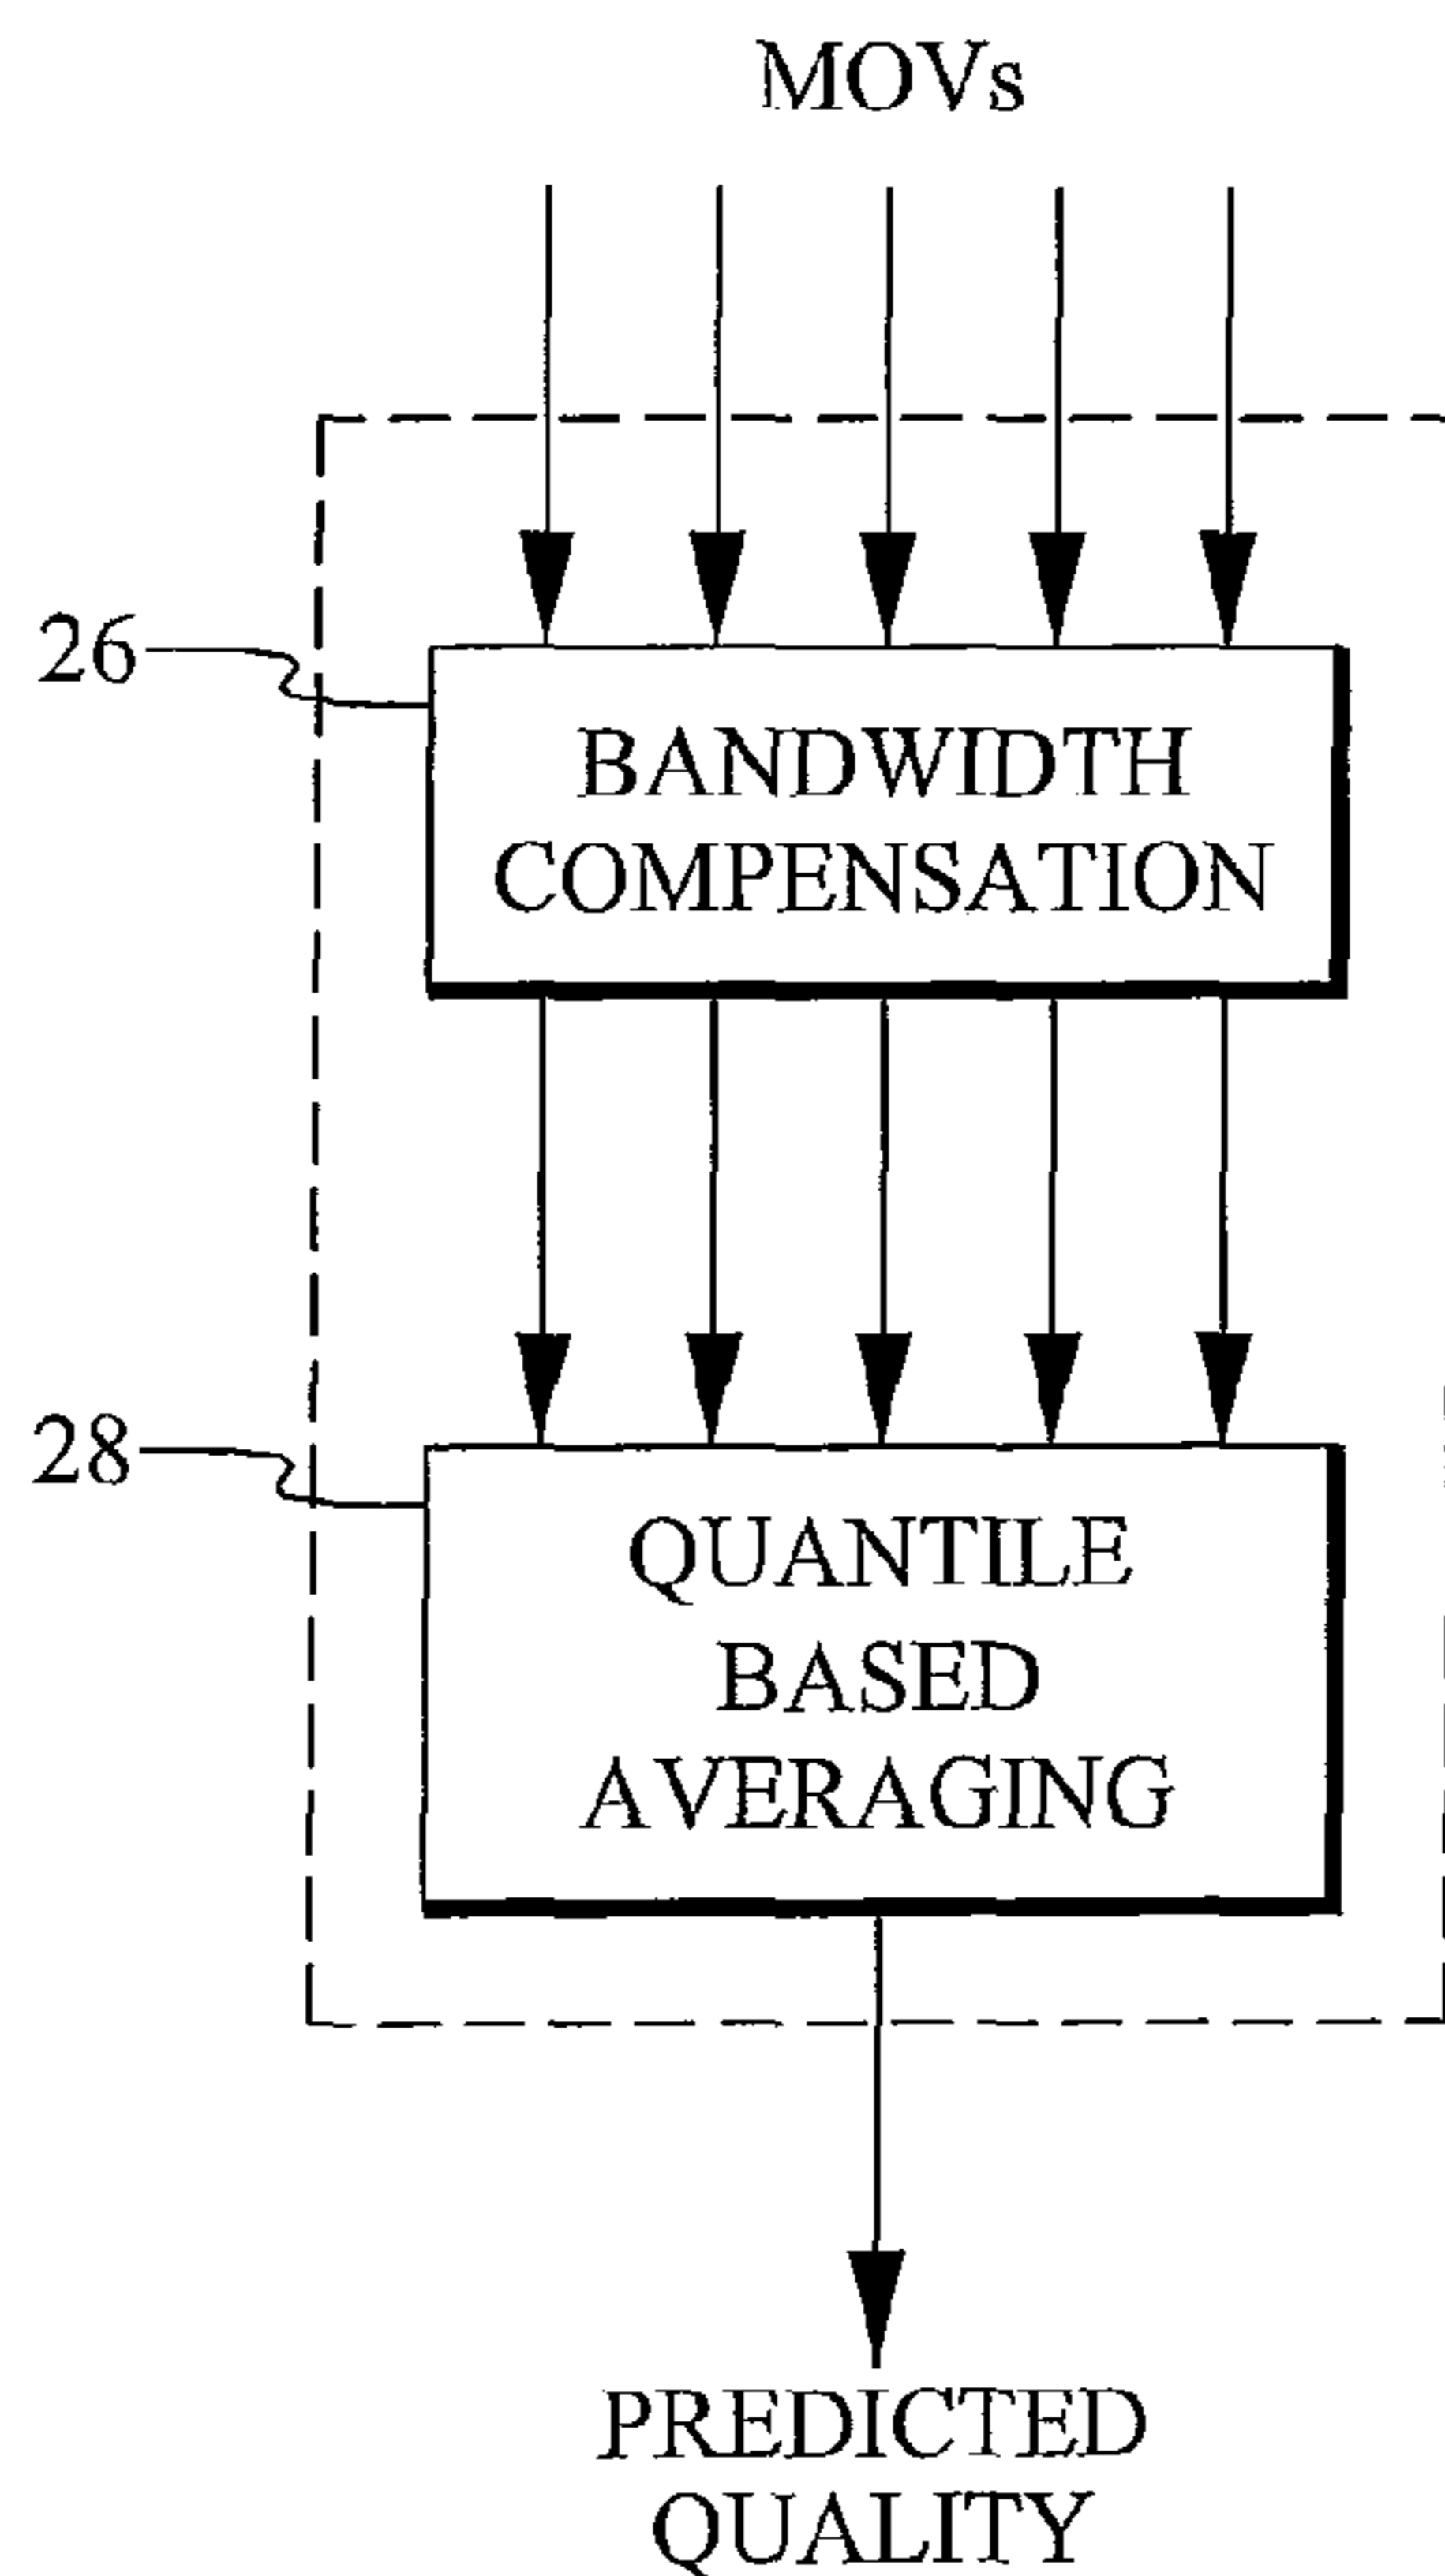 MOVs
26
BANDWIDTH
COMPENSATION
28
QUANTILE
BASED
AVERAGING
PREDICTED
QUALITY